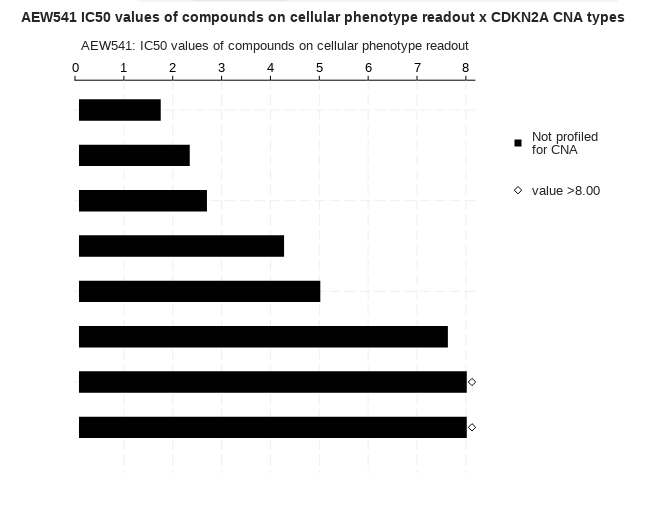 AEW541 IC50 values of compounds on cellular phenotype readout x CDKN2A CNA types
AEW541: IC50 values of compounds on cellular phenotype readout
0 1 2 3 4 5 6 7 8
Not profiled
for CNA
value >8.00